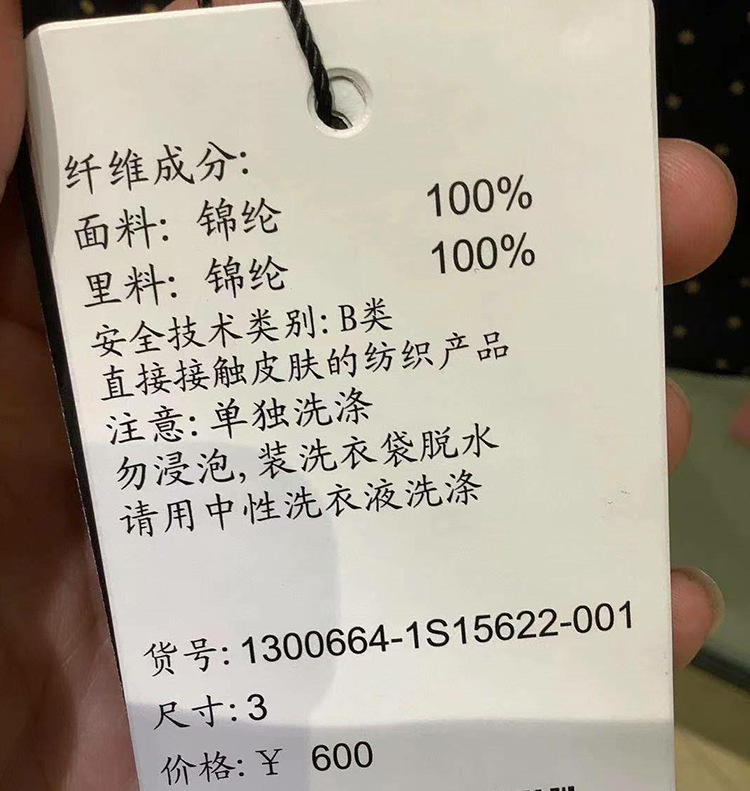 纤维成分:
面料: 锦纶 100%
里料: 锦纶 100%
安全技术类别: B类
直接接触皮肤的纺织产品
注意: 单独洗涤
勿浸泡, 装洗衣袋脱水
请用中性洗衣液洗涤
货号: 1300664-1S15622-001
尺寸: 3
价格: ￥ 600